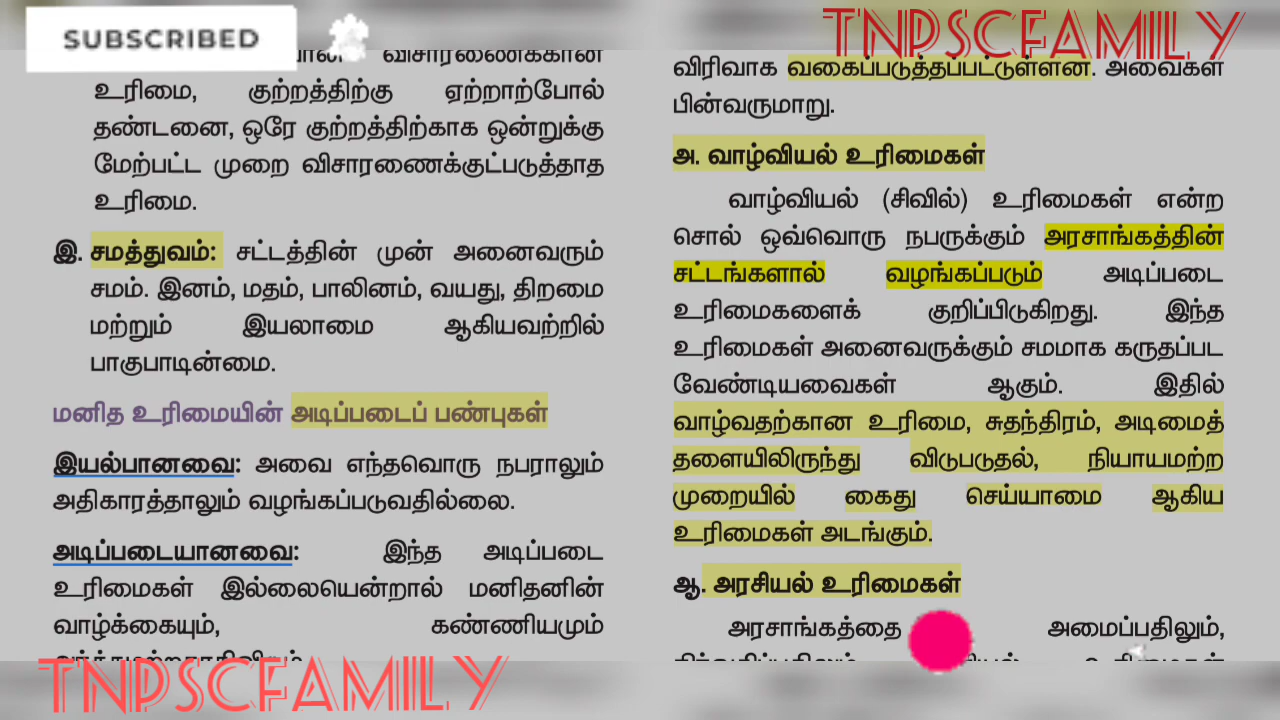 SUBSCRIBED
TNPSCFAMILY
விசாரணைக்கான
உரிமை, குற்றத்திற்கு ஏற்றாற்போல்
தண்டனை, ஒரே குற்றத்திற்காக ஒன்றுக்கு
மேற்பட்ட முறை விசாரணைக்குட்படுத்தாத
உரிமை.
இ. சமத்துவம்: சட்டத்தின் முன் அனைவரும்
சமம். இனம், மதம், பாலினம், வயது, திறமை
மற்றும் இயலாமை ஆகியவற்றில்
பாகுபாடின்மை.
மனித உரிமையின் அடிப்படைப் பண்புகள்
இயல்பானவை: அவை எந்தவொரு நபராலும்
அதிகாரத்தாலும் வழங்கப்படுவதில்லை.
அடிப்படையானவை: இந்த அடிப்படை
உரிமைகள் இல்லையென்றால் மனிதனின்
வாழ்க்கையும், கண்ணியமும்
விரிவாக வகைப்படுத்தப்பட்டுள்ளன. அவைகள்
பின்வருமாறு.
அ. வாழ்வியல் உரிமைகள்
வாழ்வியல் (சிவில்) உரிமைகள் என்ற
சொல் ஒவ்வொரு நபருக்கும் அரசாங்கத்தின்
சட்டங்களால் வழங்கப்படும் அடிப்படை
உரிமைகளைக் குறிப்பிடுகிறது. இந்த
உரிமைகள் அனைவருக்கும் சமமாக கருதப்பட
வேண்டியவைகள் ஆகும். இதில்
வாழ்வதற்கான உரிமை, சுதந்திரம், அடிமைத்
தளையிலிருந்து விடுபடுதல், நியாயமற்ற
முறையில் கைது செய்யாமை ஆகிய
உரிமைகள் அடங்கும்.
ஆ. அரசியல் உரிமைகள்
அரசாங்கத்தை அமைப்பதிலும்,
TNPSCFAMILY